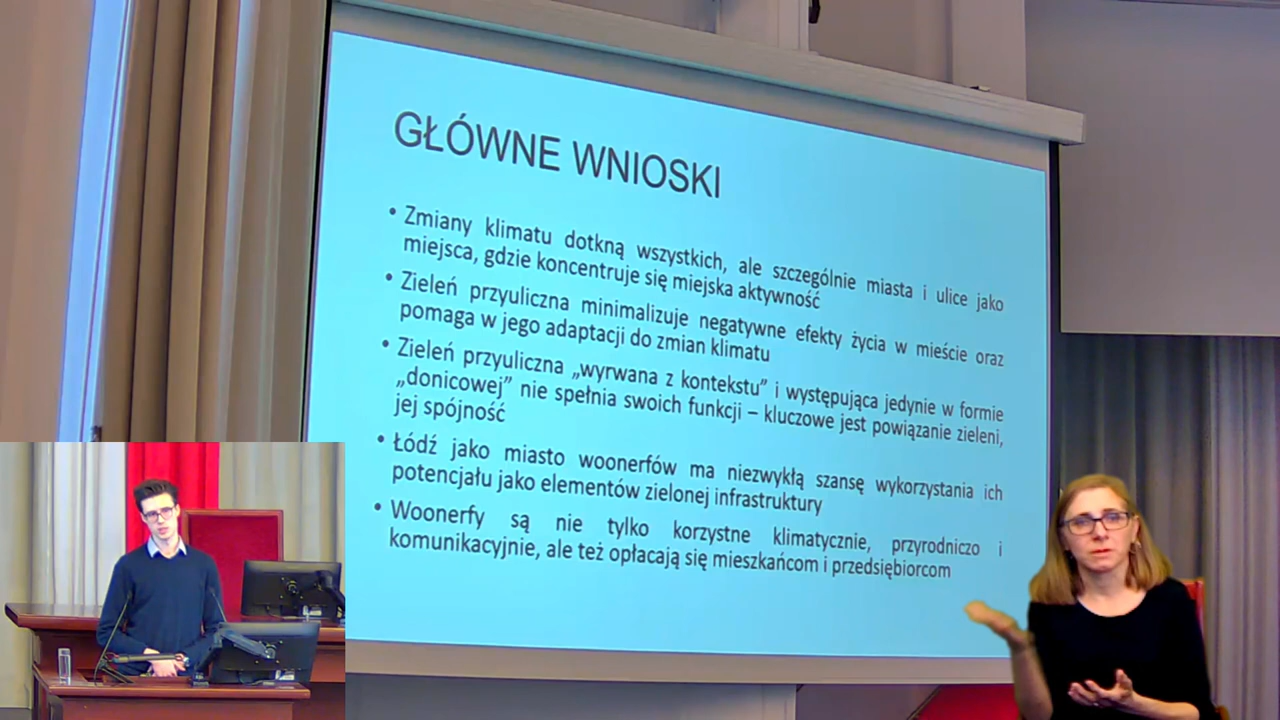 GŁÓWNE WNIOSKI
• Zmiany klimatu dotkną wszystkich, ale szczególnie miasta i ulice jako
miejsca, gdzie koncentruje się miejska aktywność
• Zieleń przyuliczna minimalizuje negatywne efekty życia w mieście oraz
pomaga w jego adaptacji do zmian klimatu
• Zieleń przyuliczna „wyrwana z kontekstu” i występująca jedynie w formie
„donicowej” nie spełnia swoich funkcji – kluczowe jest powiązanie zieleni,
jej spójność
• Łódź jako miasto woonerfów ma niezwykłą szansę wykorzystania ich
potencjału jako elementów zielonej infrastruktury
• Woonerfy są nie tylko korzystne klimatycznie, przyrodniczo i
komunikacyjnie, ale też opłacają się mieszkańcom i przedsiębiorcom